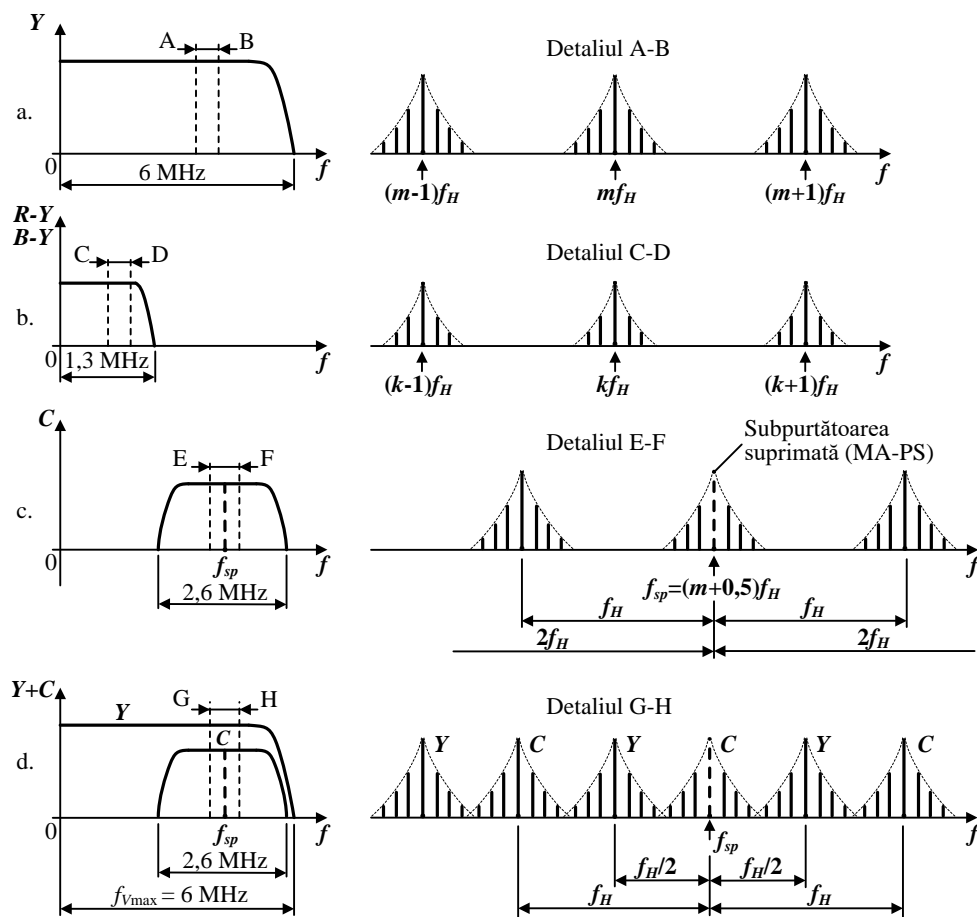 Y
A B
Detaliul A-B
a.
0
6 MHz
f
(m-1)f_H
mf_H
(m+1)f_H
f
R-Y
B-Y
C D
Detaliul C-D
b.
0
1,3 MHz
f
(k-1)f_H
kf_H
(k+1)f_H
f
C
E F
Detaliul E-F
Subpurtătoarea
suprimată (MA-PS)
c.
0
f_sp
f
2,6 MHz
f
f_sp=(m+0,5)f_H
f_H
f_H
2f_H
2f_H
Y+C
Y
G H
C
Detaliul G-H
Y C Y C Y C
d.
0
f_sp
f
2,6 MHz
f_Vmax = 6 MHz
f_sp
f
f_H/2
f_H/2
f_H
f_H